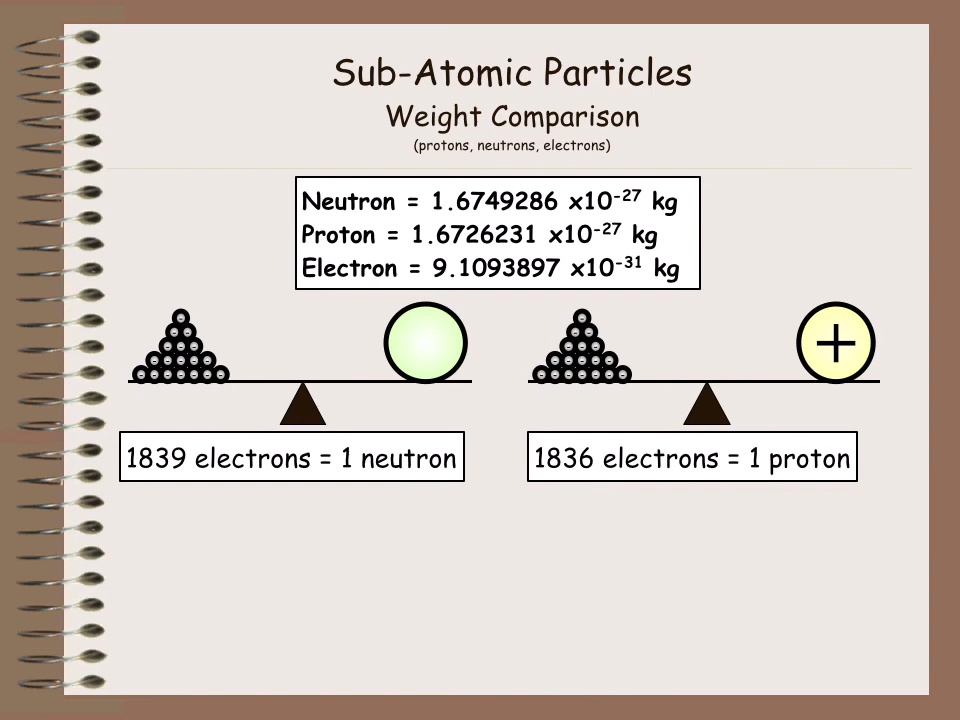 Sub-Atomic Particles
Weight Comparison
(protons, neutrons, electrons)
Neutron = 1.6749286 x10⁻²⁷ kg
Proton = 1.6726231 x10⁻²⁷ kg
Electron = 9.1093897 x10⁻³¹ kg
+
1839 electrons = 1 neutron
1836 electrons = 1 proton